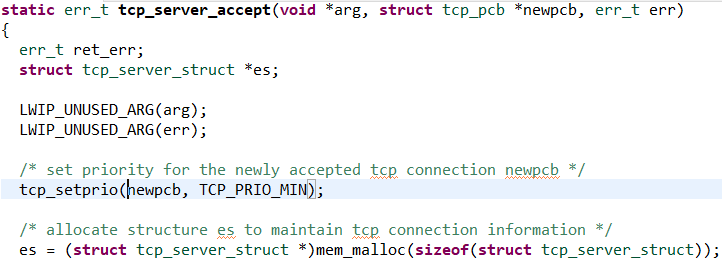 static err_t tcp_server_accept(void *arg, struct tcp_pcb *newpcb, err_t err)
{
  err_t ret_err;
  struct tcp_server_struct *es;

  LWIP_UNUSED_ARG(arg);
  LWIP_UNUSED_ARG(err);

  /* set priority for the newly accepted tcp connection newpcb */
  tcp_setprio(newpcb, TCP_PRIO_MIN);

  /* allocate structure es to maintain tcp connection information */
  es = (struct tcp_server_struct *)mem_malloc(sizeof(struct tcp_server_struct));